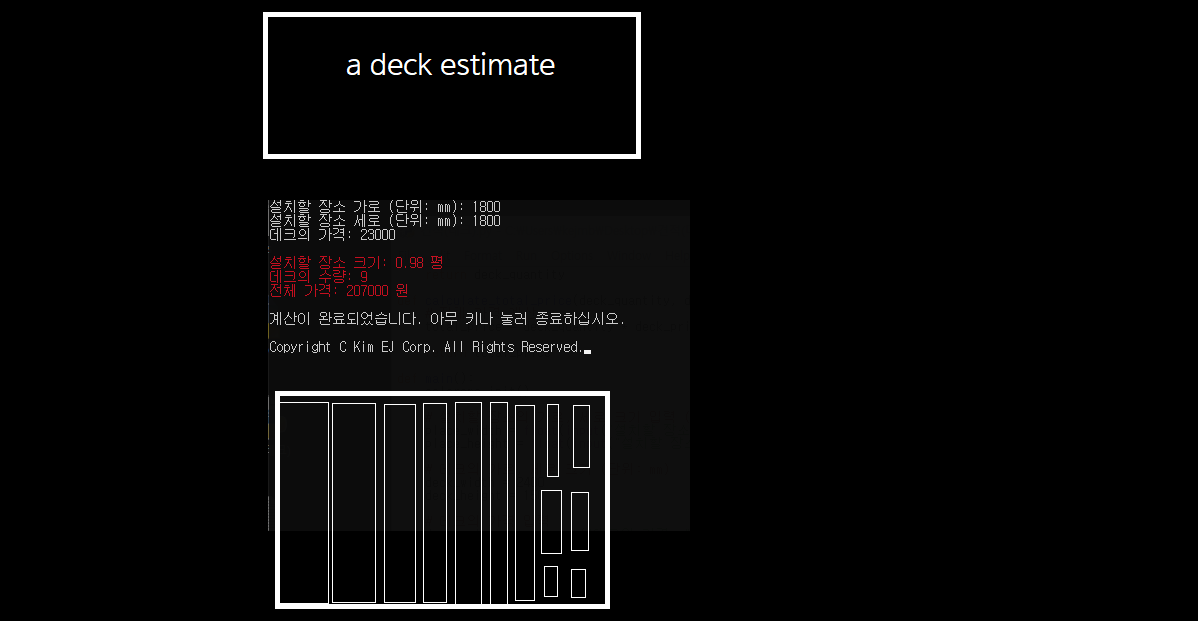 a deck estimate
설치할 장소 가로 (단위: mm): 1800
설치할 장소 세로 (단위: mm): 1800
데크의 가격: 23000
설치할 장소 크기: 0.98 평
데크의 수량: 9
전체 가격: 207000 원
계산이 완료되었습니다. 아무 키나 눌러 종료하십시오.
Copyright C Kim EJ Corp. All Rights Reserved.